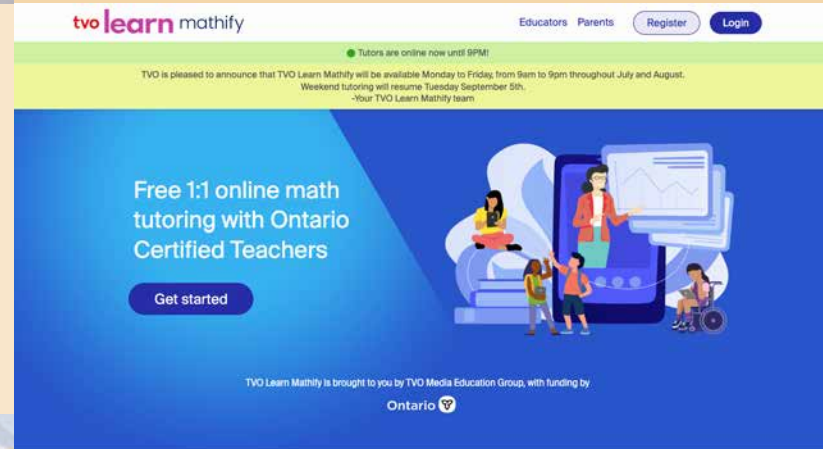 tvo learn mathify
Educators Parents Register Login
Tutors are online now until 9PM!
TVO is pleased to announce that TVO Learn Mathify will be available Monday to Friday, from 9am to 9pm throughout July and August.
Weekend tutoring will resume Tuesday September 5th.
-Your TVO Learn Mathify team
Free 1:1 online math
tutoring with Ontario
Certified Teachers
Get started
TVO Learn Mathify is brought to you by TVO Media Education Group, with funding by
Ontario